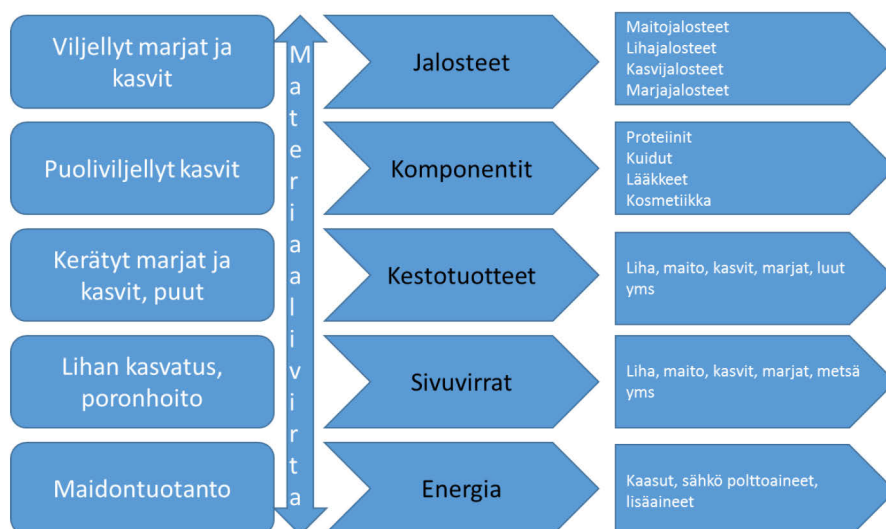 Viljellyt marjat ja
kasvit
Puoliviljellyt kasvit
Kerätyt marjat ja
kasvit, puut
Lihan kasvatus,
poronhoito
Maidontuotanto
Materiaalivirta
Jalosteet
Komponentit
Kestotuotteet
Sivuvirrat
Energia
Maitojalosteet
Lihajalosteet
Kasvijalosteet
Marjajalosteet
Proteiinit
Kuidut
Lääkkeet
Kosmetiikka
Liha, maito, kasvit, marjat, luut
yms
Liha, maito, kasvit, marjat, metsä
yms
Kaasut, sähkö polttoaineet,
lisäaineet